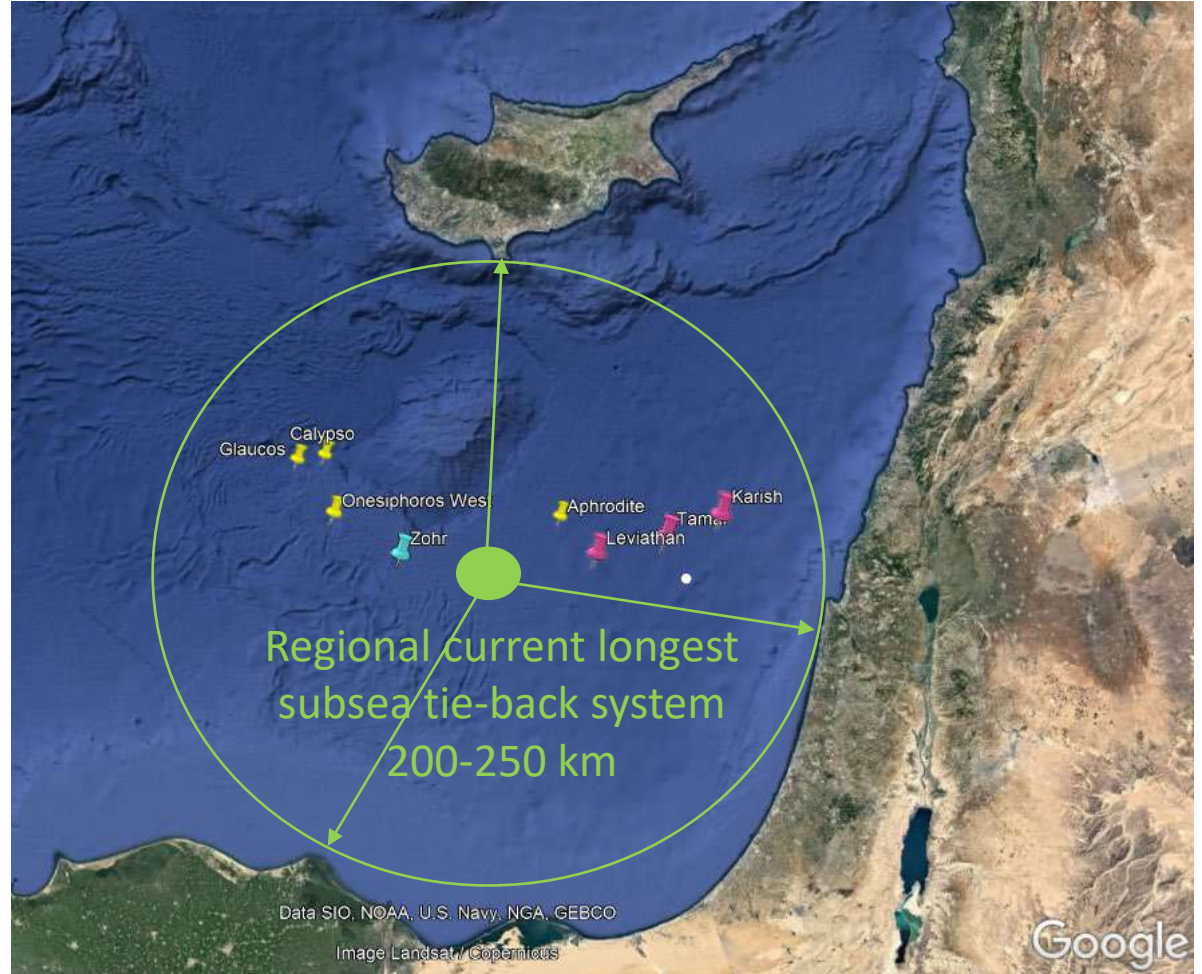 Calypso
Glaucos
Onesiphoros West
Zohr
Aphrodite
Karish
Tamar
Leviathan
Regional current longest
subsea tie-back system
200-250 km
Data SIO, NOAA, U.S. Navy, NGA, GEBCO
Image Landsat / Copernicus
Google